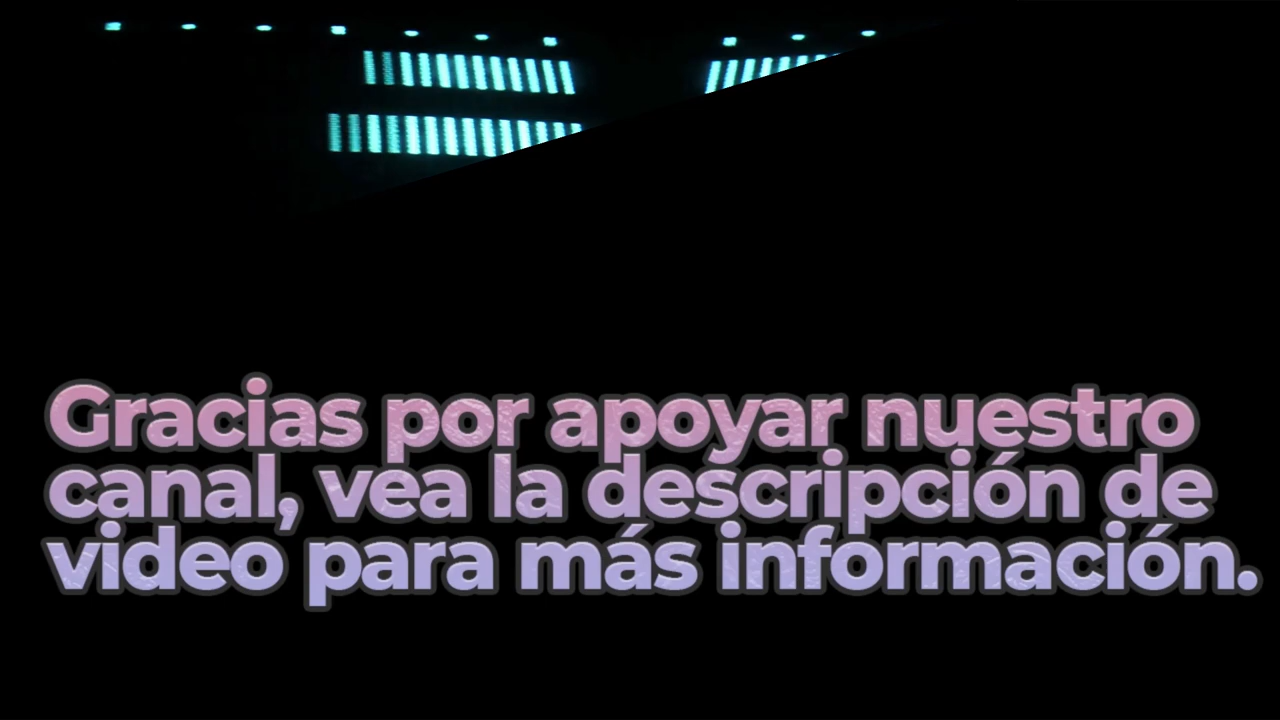 Gracias por apoyar nuestro
canal, vea la descripción de
video para más información.